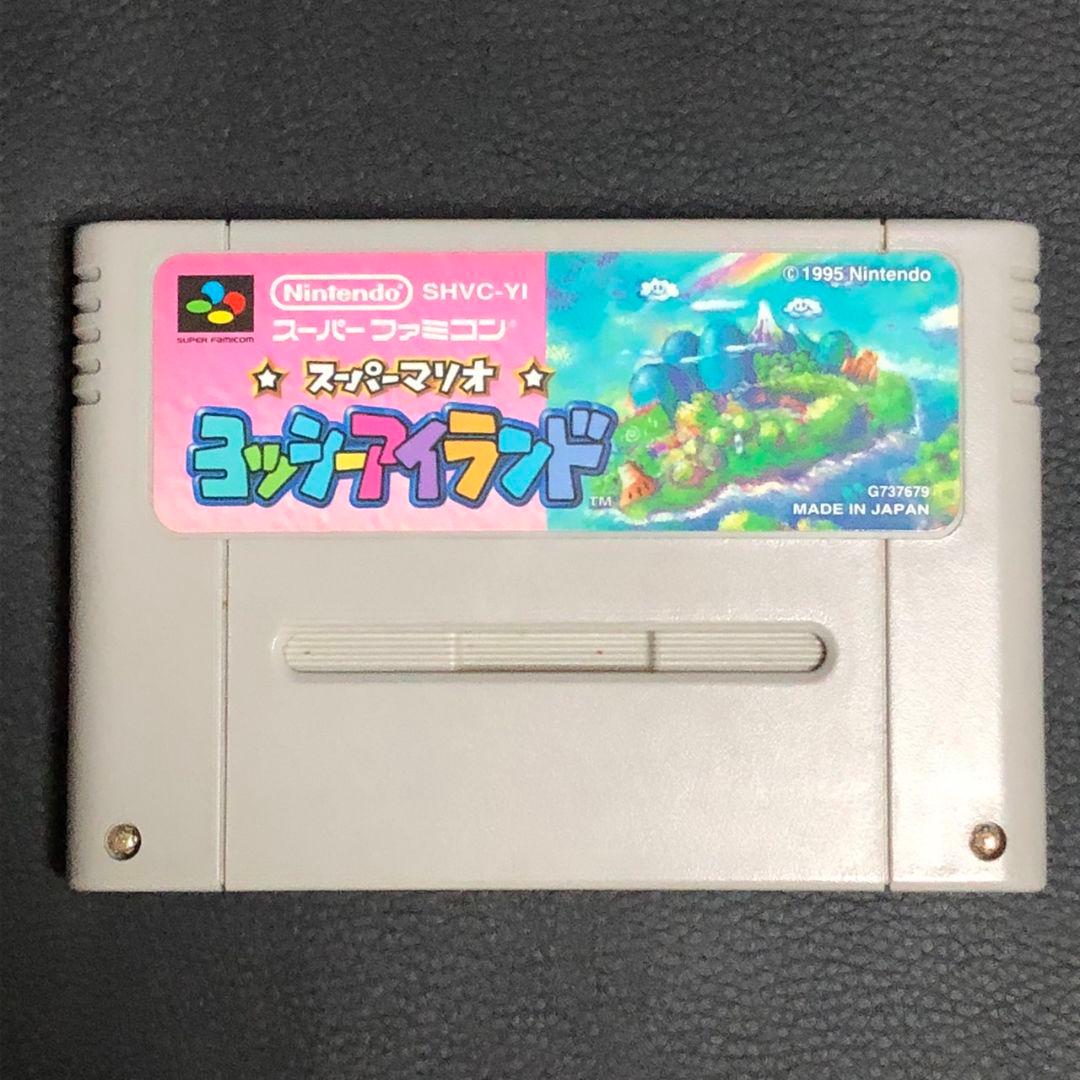 SUPER FAMICOM
Nintendo SHVC-YI
スーパーファミコン
スーパーマリオ
ヨッシーアイランド
TM
© 1995 Nintendo
G737679
MADE IN JAPAN